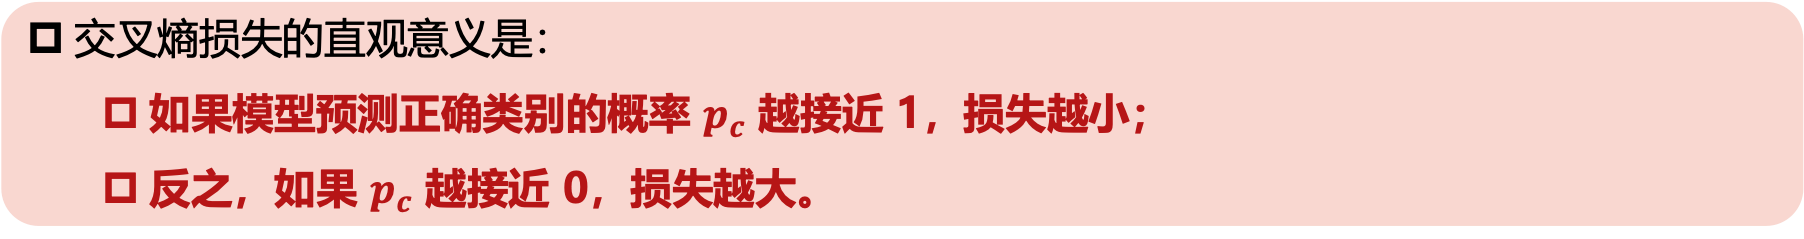 交叉熵损失的直观意义是：
如果模型预测正确类别的概率 p_c 越接近 1，损失越小；
反之，如果 p_c 越接近 0，损失越大。